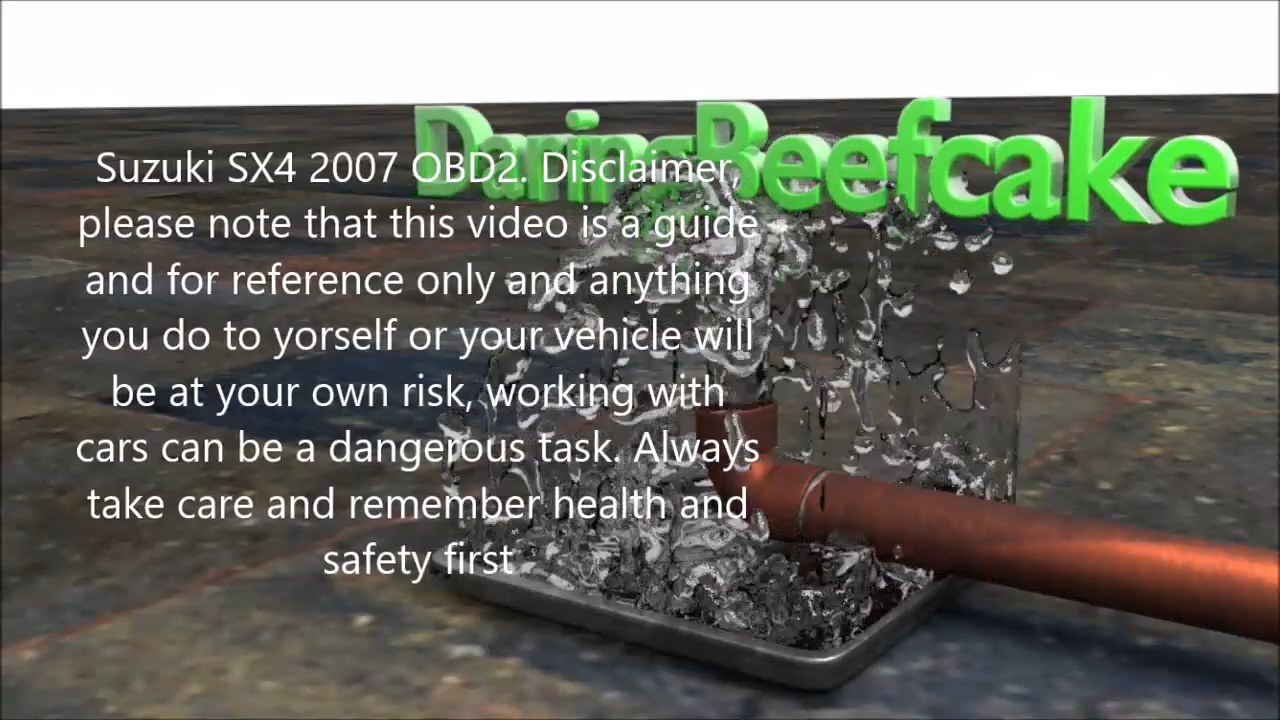 DaringBeefcake
Suzuki SX4 2007 OBD2. Disclaimer,
please note that this video is a guide
and for reference only and anything
you do to yorself or your vehicle will
be at your own risk, working with
cars can be a dangerous task. Always
take care and remember health and
safety first